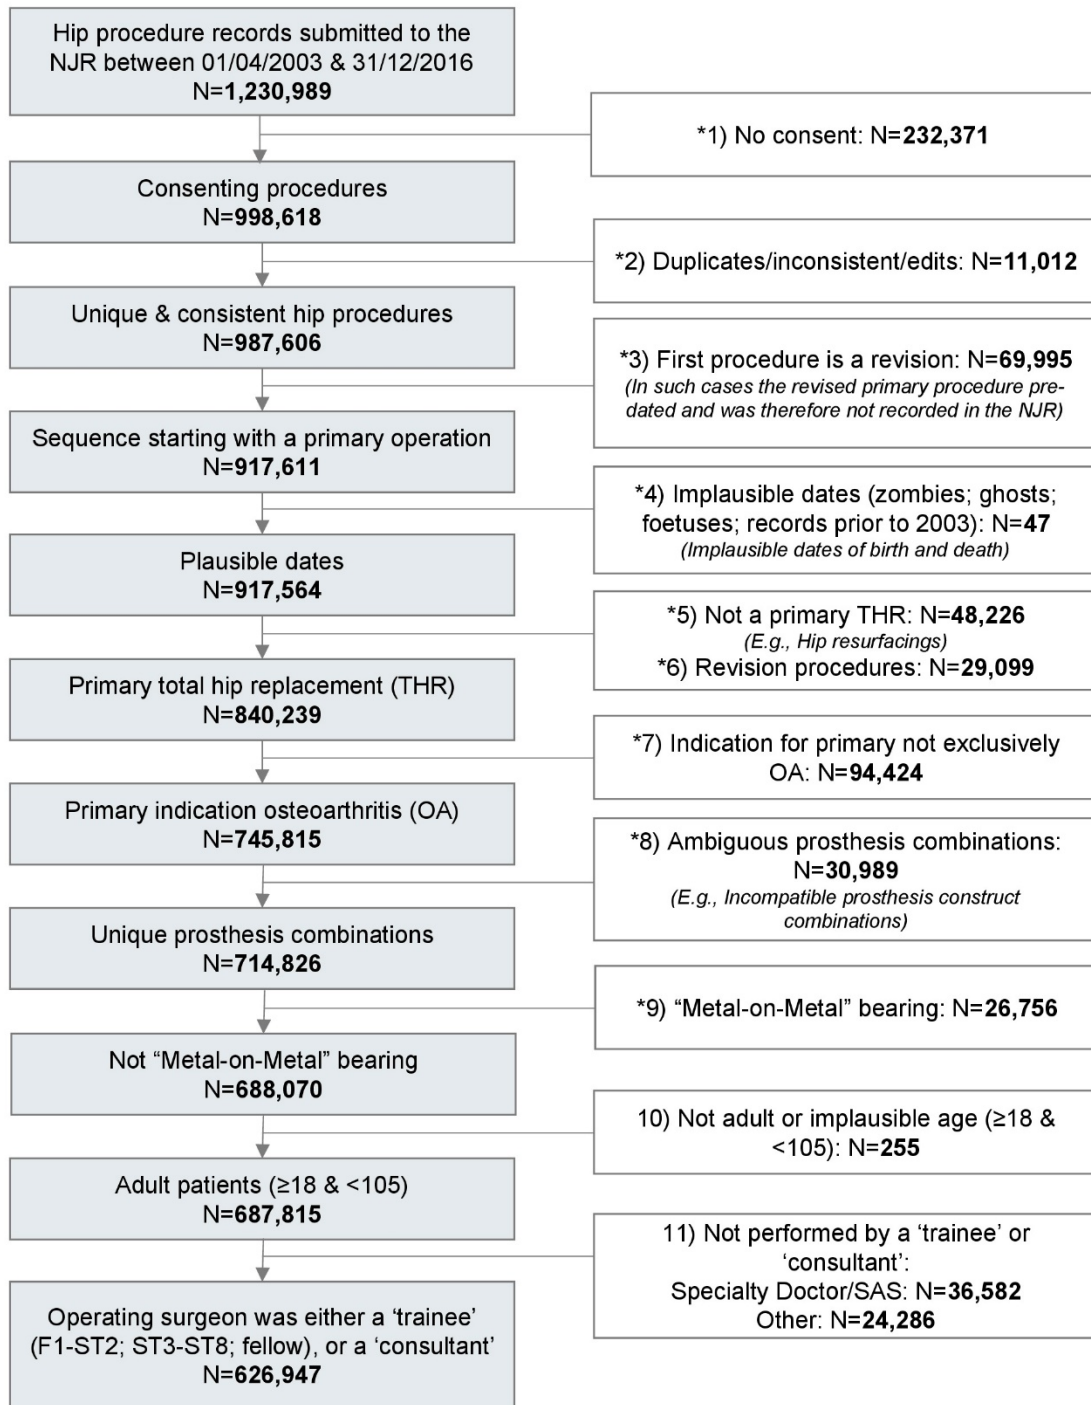 Hip procedure records submitted to the
NJR between 01/04/2003 & 31/12/2016
N=1,230,989
*1) No consent: N=232,371
Consenting procedures
N=998,618
*2) Duplicates/inconsistent/edits: N=11,012
Unique & consistent hip procedures
N=987,606
*3) First procedure is a revision: N=69,995
(In such cases the revised primary procedure pre-
dated and was therefore not recorded in the NJR)
Sequence starting with a primary operation
N=917,611
*4) Implausible dates (zombies; ghosts;
foetuses; records prior to 2003): N=47
(Implausible dates of birth and death)
Plausible dates
N=917,564
*5) Not a primary THR: N=48,226
(E.g., Hip resurfacings)
*6) Revision procedures: N=29,099
Primary total hip replacement (THR)
N=840,239
*7) Indication for primary not exclusively
OA: N=94,424
Primary indication osteoarthritis (OA)
N=745,815
*8) Ambiguous prosthesis combinations:
N=30,989
(E.g., Incompatible prosthesis construct
combinations)
Unique prosthesis combinations
N=714,826
*9) “Metal-on-Metal” bearing: N=26,756
Not “Metal-on-Metal” bearing
N=688,070
10) Not adult or implausible age (≥18 &
<105): N=255
Adult patients (≥18 & <105)
N=687,815
11) Not performed by a ‘trainee’ or
‘consultant’:
Specialty Doctor/SAS: N=36,582
Other: N=24,286
Operating surgeon was either a ‘trainee’
(F1-ST2; ST3-ST8; fellow), or a ‘consultant’
N=626,947